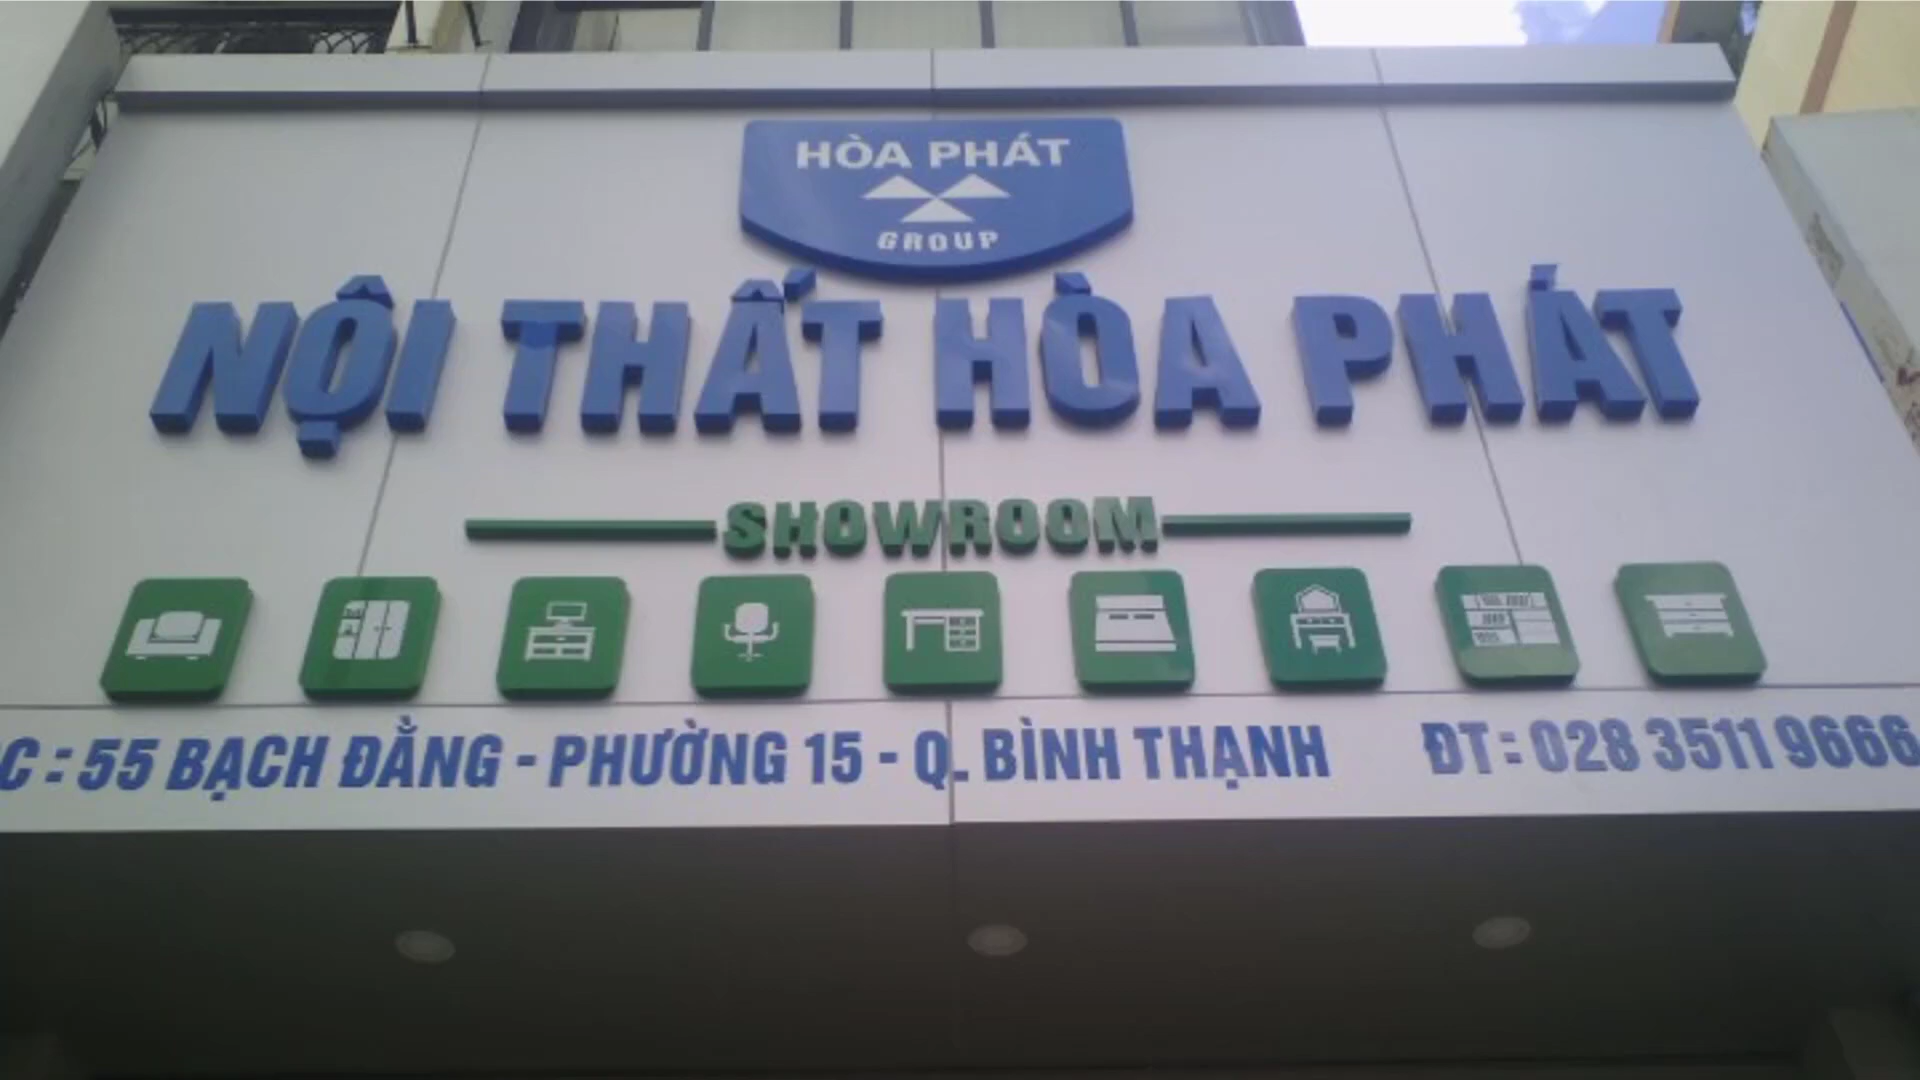 HÒA PHÁT
GROUP
NỘI THẤT HÒA PHÁT
SHOWROOM
ĐC : 55 BẠCH ĐẰNG - PHƯỜNG 15 - Q. BÌNH THẠNH ĐT : 028 3511 9666